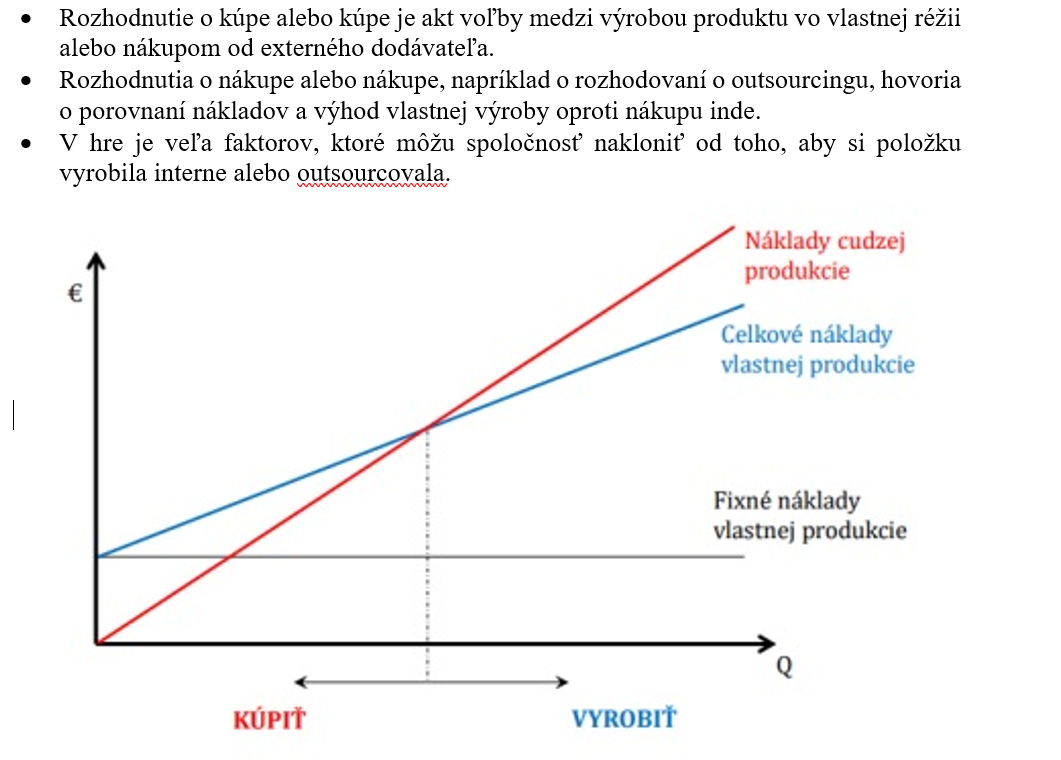 • Rozhodnutie o kúpe alebo kúpe je akt voľby medzi výrobou produktu vo vlastnej réžii
alebo nákupom od externého dodávateľa.
• Rozhodnutia o nákupe alebo nákupe, napríklad o rozhodovaní o outsourcingu, hovoria
o porovnaní nákladov a výhod vlastnej výroby oproti nákupu inde.
• V hre je veľa faktorov, ktoré môžu spoločnosť nakloniť od toho, aby si položku
vyrobila interne alebo outsourcovala.
Náklady cudzej
produkcie
€
Celkové náklady
vlastnej produkcie
Fixné náklady
vlastnej produkcie
Q
KÚPIŤ
VYROBIŤ